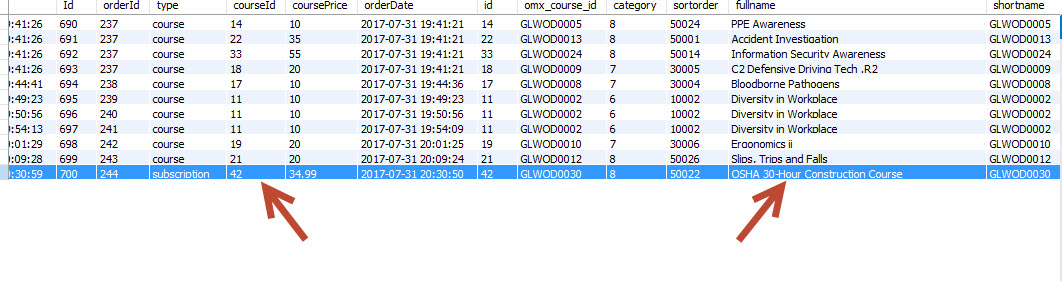 Id orderId type courseId coursePrice orderDate id omx_course_id category sortorder fullname shortname
9:41:26 690 237 course 14 10 2017-07-31 19:41:21 14 GLWOD0005 8 50024 PPE Awareness GLWOD0005
9:41:26 691 237 course 22 35 2017-07-31 19:41:21 22 GLWOD0013 8 50001 Accident Investigation GLWOD0013
9:41:26 692 237 course 33 55 2017-07-31 19:41:21 33 GLWOD0024 8 50014 Information Security Awareness GLWOD0024
9:41:26 693 237 course 18 20 2017-07-31 19:41:21 18 GLWOD0009 7 30005 C2 Defensive Driving Tech .R2 GLWOD0009
9:44:41 694 238 course 17 10 2017-07-31 19:44:36 17 GLWOD0008 7 30004 Bloodborne Pathogens GLWOD0008
9:49:23 695 239 course 11 10 2017-07-31 19:49:23 11 GLWOD0002 6 10002 Diversity in Workplace GLWOD0002
9:50:56 696 240 course 11 10 2017-07-31 19:50:56 11 GLWOD0002 6 10002 Diversity in Workplace GLWOD0002
9:54:13 697 241 course 11 10 2017-07-31 19:54:09 11 GLWOD0002 6 10002 Diversity in Workplace GLWOD0002
0:01:29 698 242 course 19 20 2017-07-31 20:01:25 19 GLWOD0010 7 30006 Ergonomics ii GLWOD0010
0:09:28 699 243 course 21 20 2017-07-31 20:09:24 21 GLWOD0012 8 50026 Slips, Trips and Falls GLWOD0012
0:30:59 700 244 subscription 42 34.99 2017-07-31 20:30:50 42 GLWOD0030 8 50022 OSHA 30-Hour Construction Course GLWOD0030